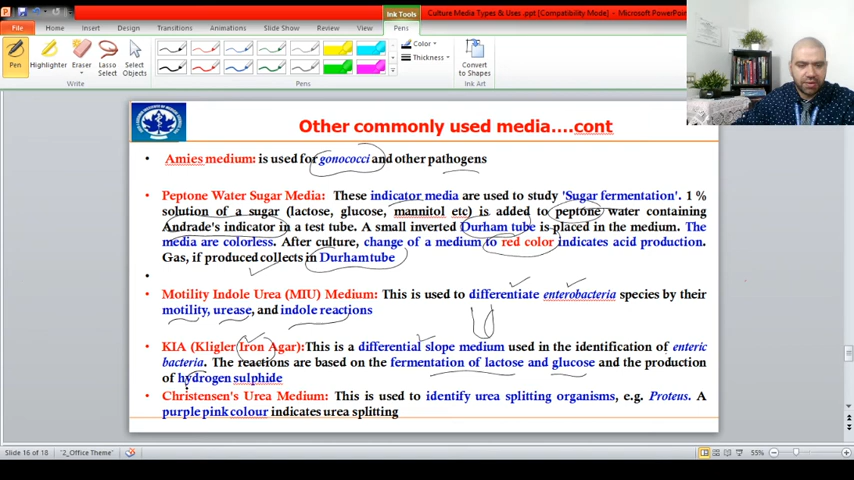 Ink Tools
Culture Media Types & Uses .ppt [Compatibility Mode] - Microsoft PowerPoint
File Home Insert Design Transitions Animations Slide Show Review View Pens
Pen Highlighter Eraser Lasso Select Select Objects
Color
Thickness
Convert to Shapes
Write Pens Ink Art
Other commonly used media….cont
• Amies medium: is used for gonococci and other pathogens
Peptone Water Sugar Media: These indicator media are used to study 'Sugar fermentation'. 1 %
solution of a sugar (lactose, glucose, mannitol etc) is added to peptone water containing
Andrade's indicator in a test tube. A small inverted Durham tube is placed in the medium. The
media are colorless. After culture, change of a medium to red color indicates acid production.
Gas, if produced collects in Durhamtube
•
Motility Indole Urea (MIU) Medium: This is used to differentiate enterobacteria species by their
motility, urease, and indole reactions
KIA (Kligler Iron Agar):This is a differential slope medium used in the identification of enteric
bacteria. The reactions are based on the fermentation of lactose and glucose and the production
of hydrogen sulphide
• Christensen's Urea Medium: This is used to identify urea splitting organisms, e.g. Proteus. A
purple pink colour indicates urea splitting
Slide 16 of 18 "2_Office Theme" 55%